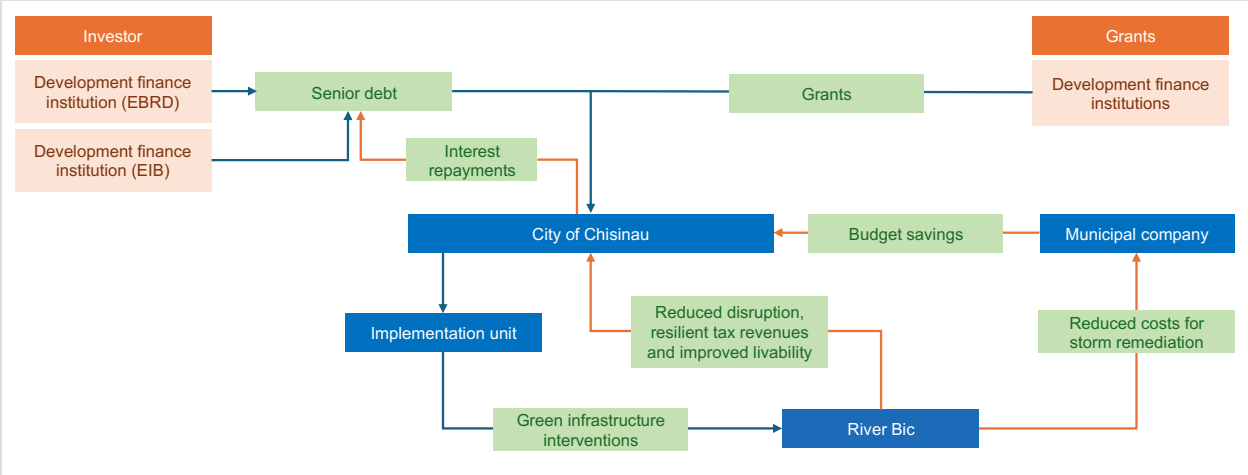 Investor
Grants
Development finance
institution (EBRD)
Senior debt
Grants
Development finance
institutions
Development finance
institution (EIB)
Interest
repayments
City of Chisinau
Budget savings
Municipal company
Implementation unit
Reduced disruption,
resilient tax revenues
and improved livability
Reduced costs for
storm remediation
Green infrastructure
interventions
River Bic